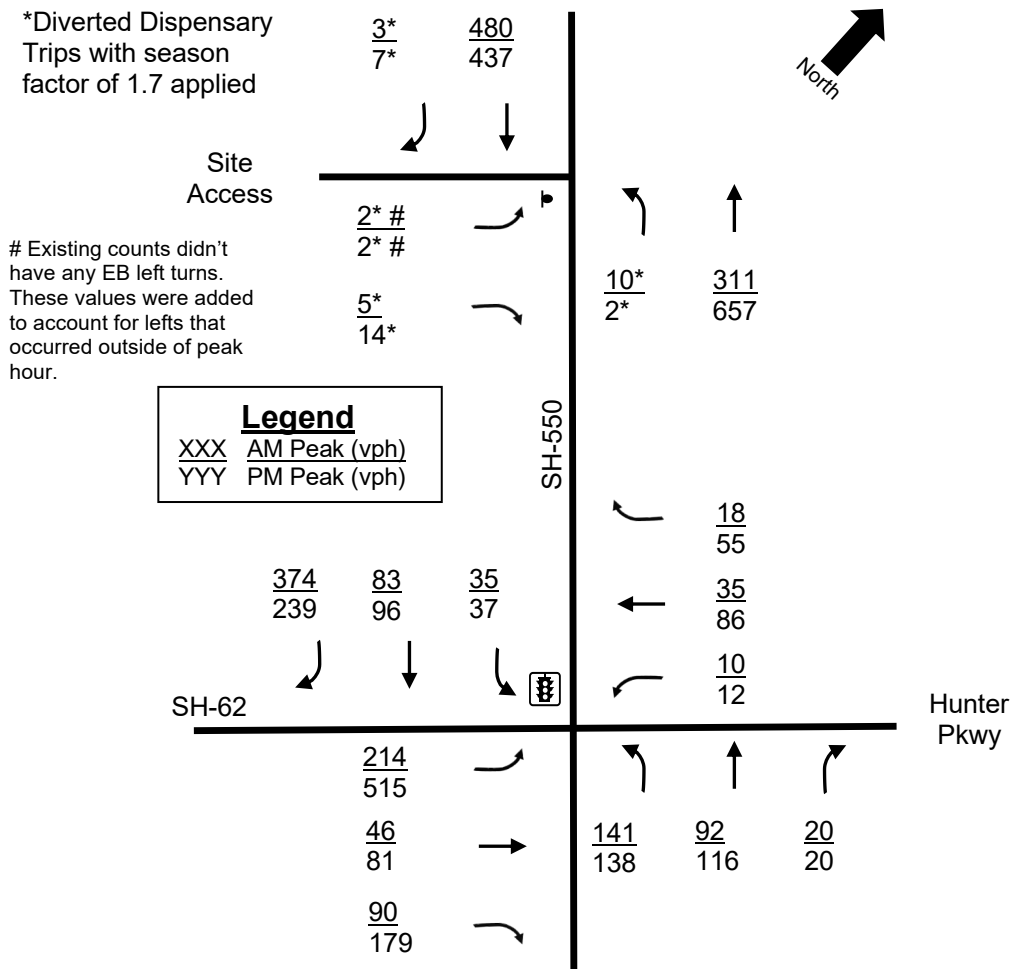 *Diverted Dispensary
Trips with season
factor of 1.7 applied
3*
7*
480
437
North
Site
Access
2* #
2* #
# Existing counts didn't
have any EB left turns.
These values were added
to account for lefts that
occurred outside of peak
hour.
5*
14*
10*
2*
311
657
Legend
XXX AM Peak (vph)
YYY PM Peak (vph)
SH-550
18
55
374
239
83
96
35
37
35
86
10
12
SH-62
Hunter
Pkwy
214
515
46
81
141
138
92
116
20
20
90
179